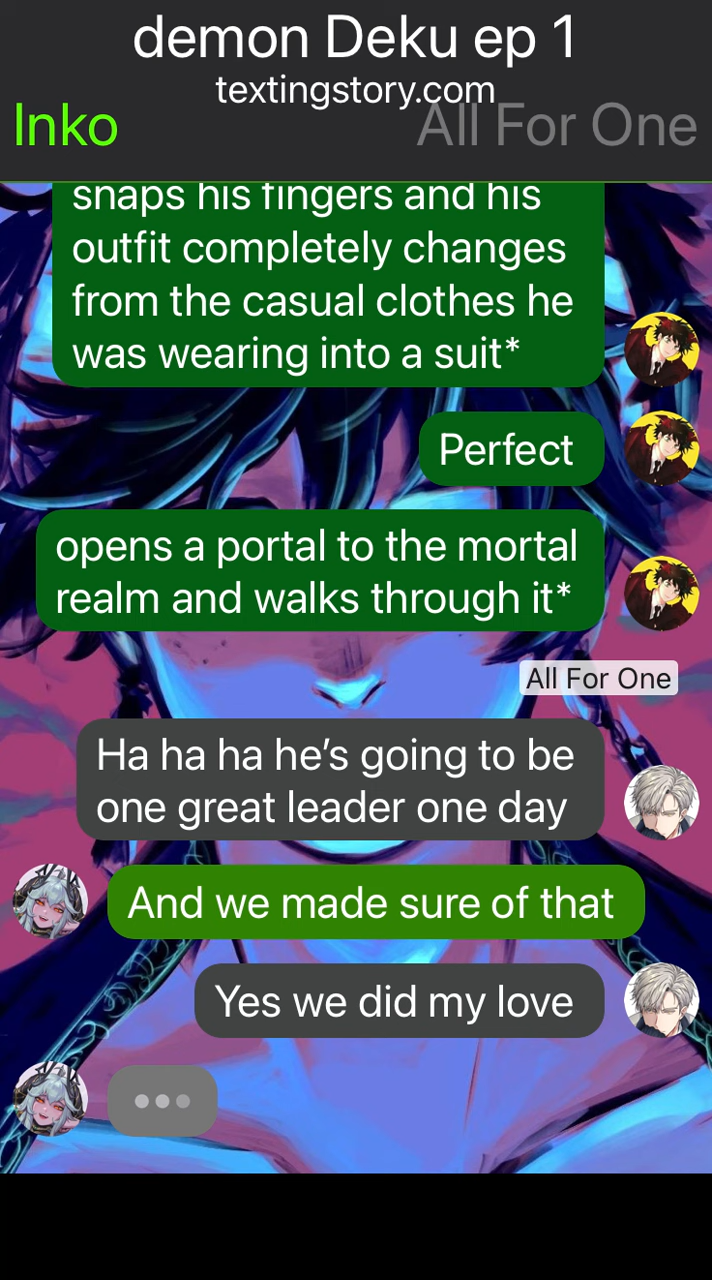 demon Deku ep 1
textingstory.com
Inko
All For One
snaps his fingers and his
outfit completely changes
from the casual clothes he
was wearing into a suit*
Perfect
opens a portal to the mortal
realm and walks through it*
All For One
Ha ha ha he’s going to be
one great leader one day
And we made sure of that
Yes we did my love